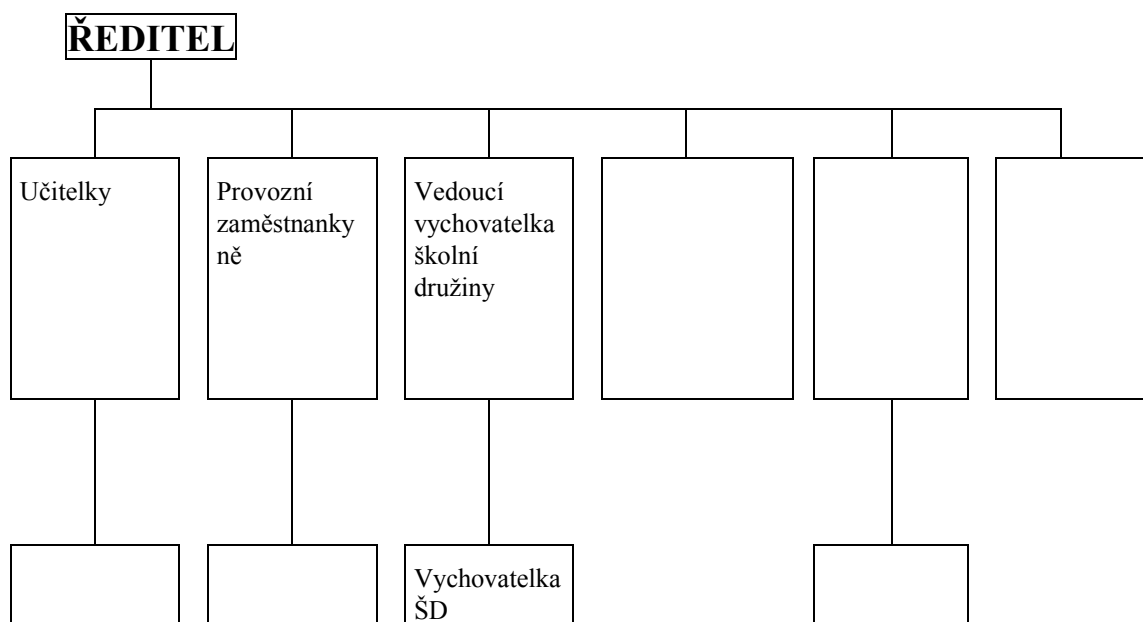 ŘEDITEL
Učitelky
Provozní
zaměstnanky
ně
Vedoucí
vychovatelka
školní
družiny
Vychovatelka
ŠD